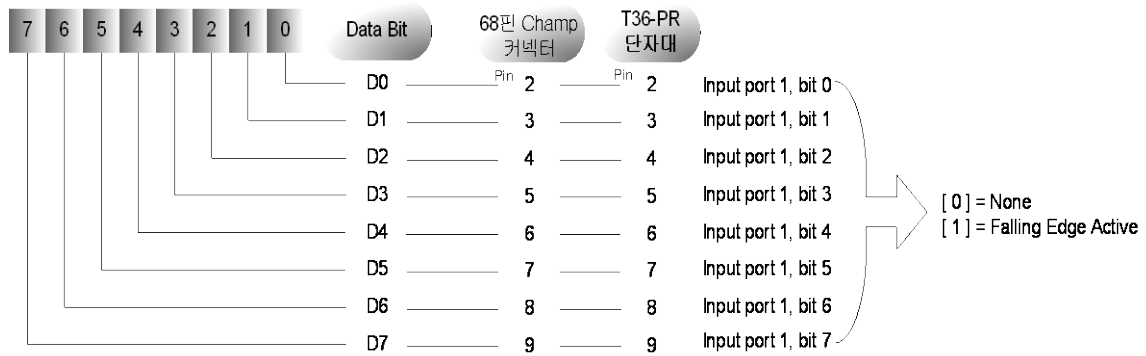 7 6 5 4 3 2 1 0 Data Bit 68핀 Champ 커넥터 T36-PR 단자대
D0 Pin 2 Pin 2 Input port 1, bit 0
D1 3 3 Input port 1, bit 1
D2 4 4 Input port 1, bit 2
D3 5 5 Input port 1, bit 3
D4 6 6 Input port 1, bit 4
D5 7 7 Input port 1, bit 5
D6 8 8 Input port 1, bit 6
D7 9 9 Input port 1, bit 7
[ 0 ] = None
[ 1 ] = Falling Edge Active